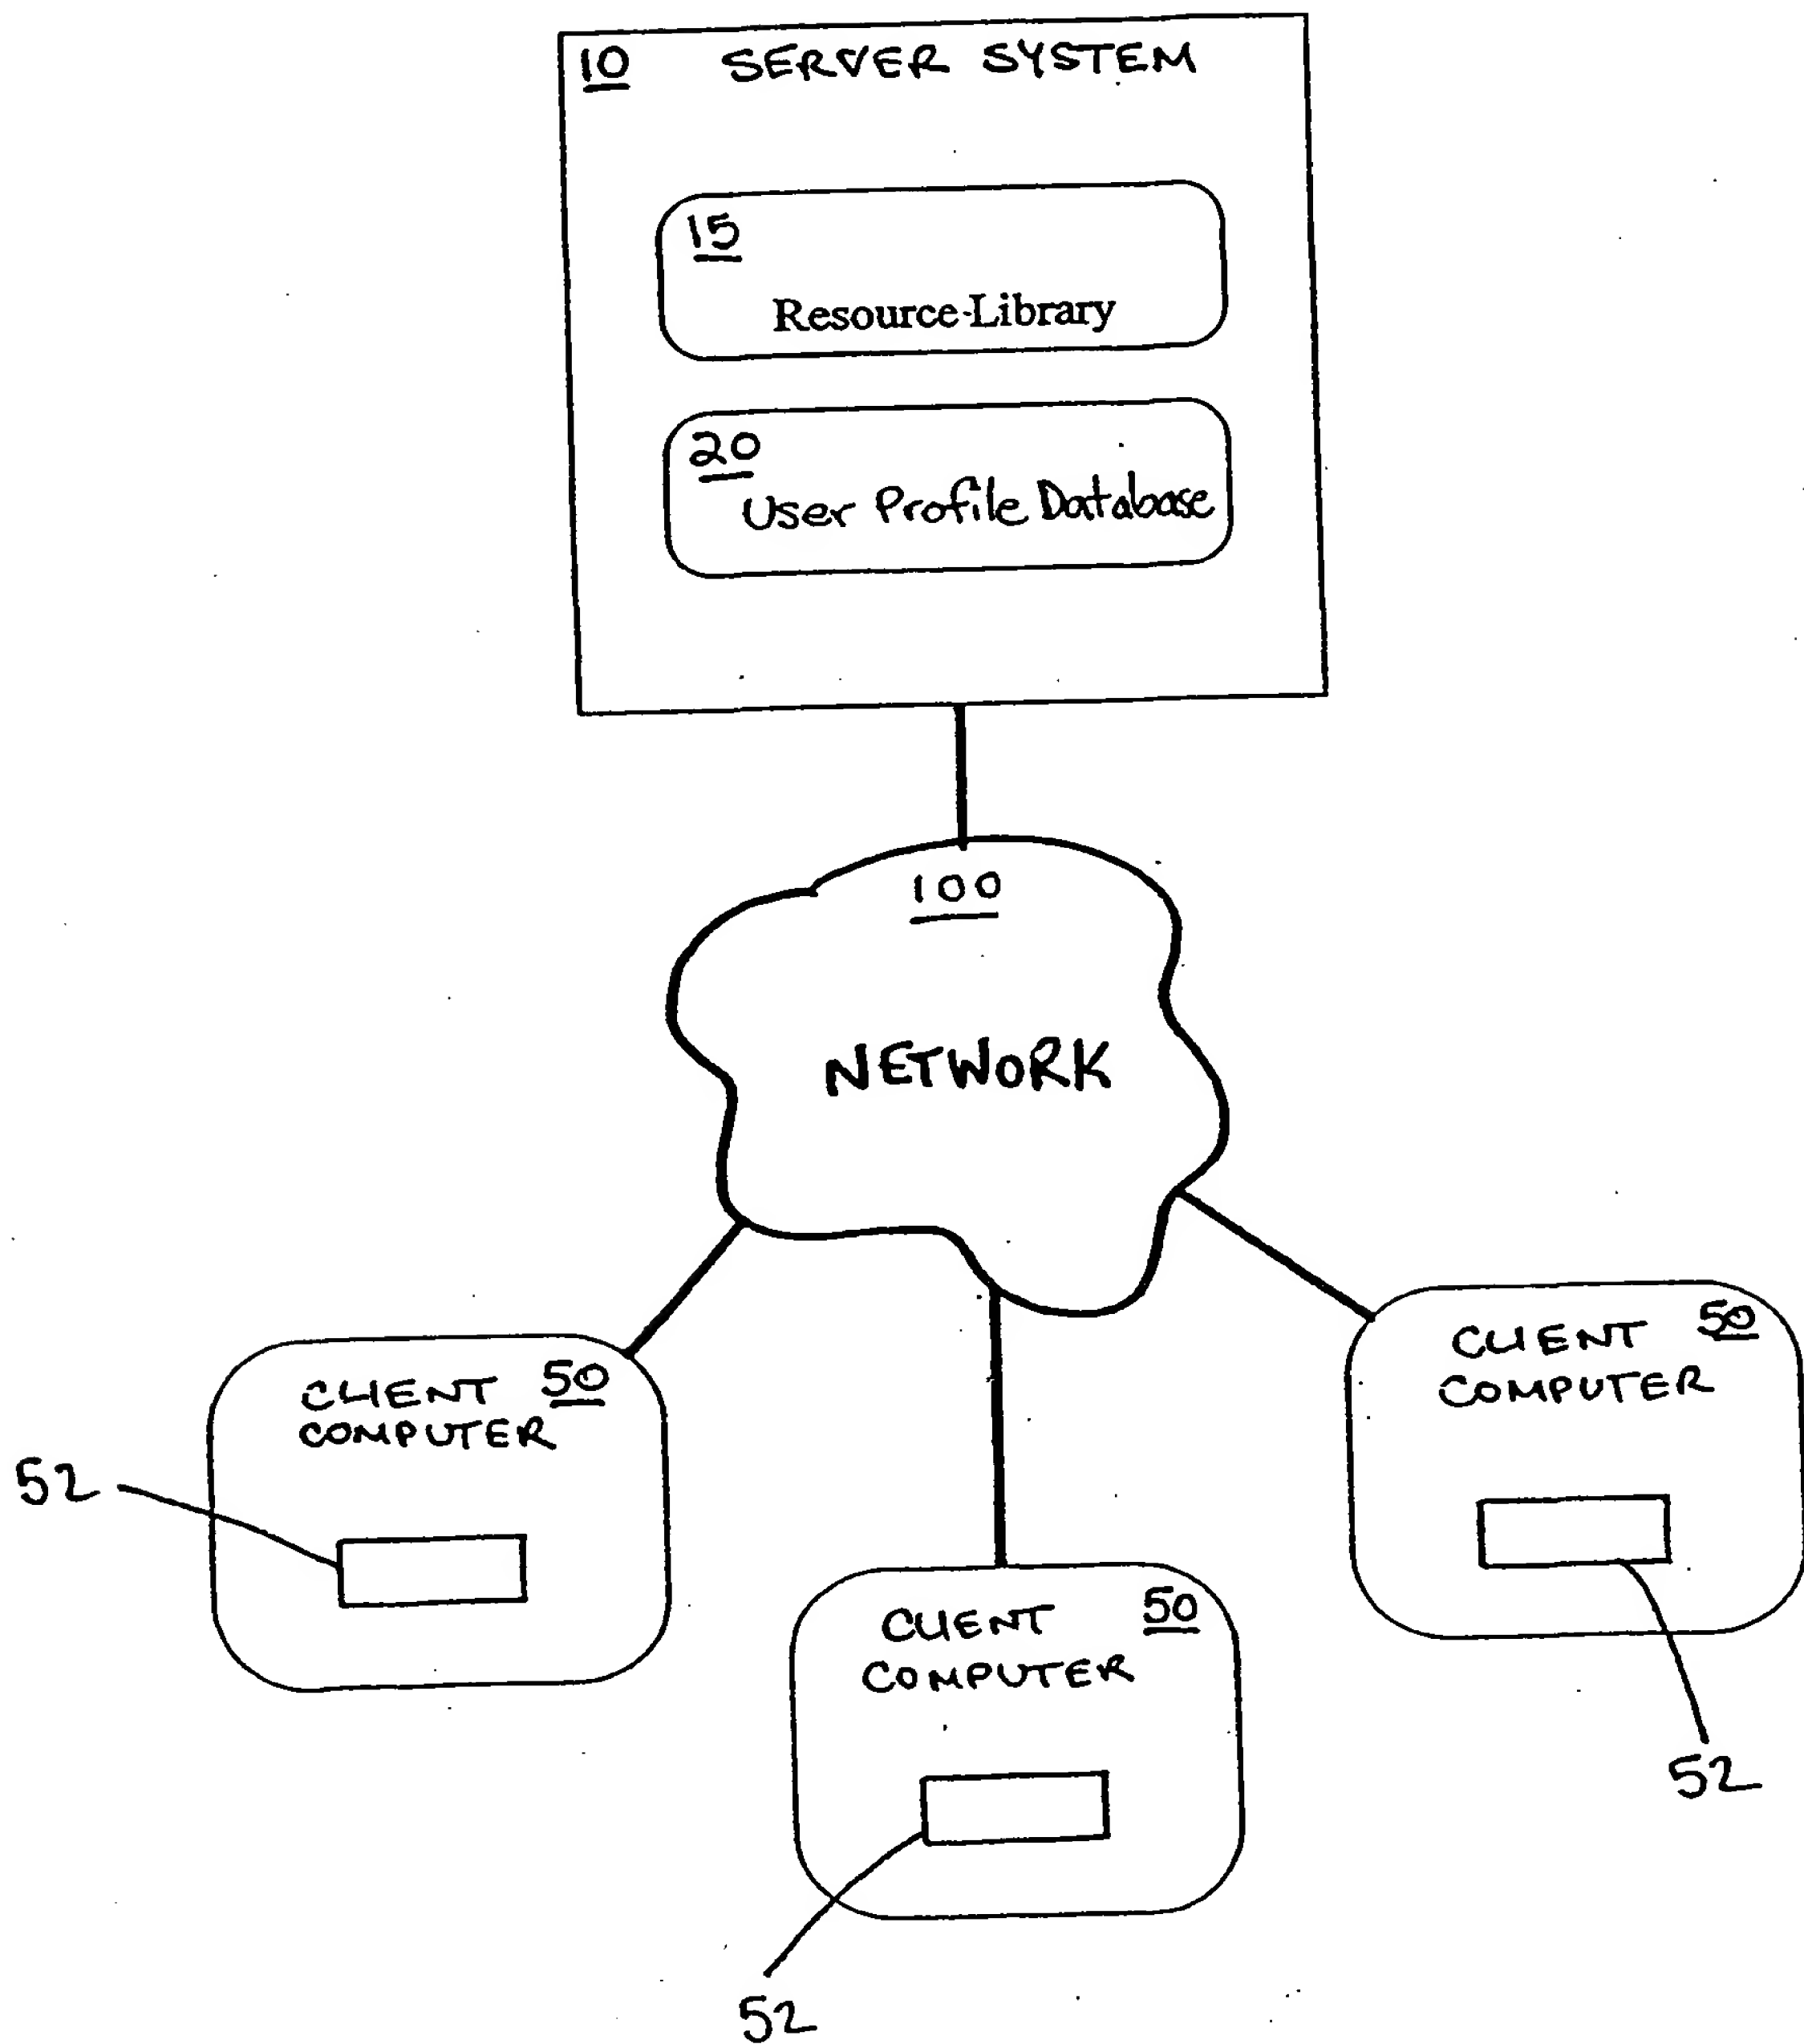 10 SERVER SYSTEM
15
Resource-Library
20
User Profile Database
100
NETWORK
CLIENT 50
COMPUTER
52
CLIENT 50
COMPUTER
52
CLIENT 50
COMPUTER
52